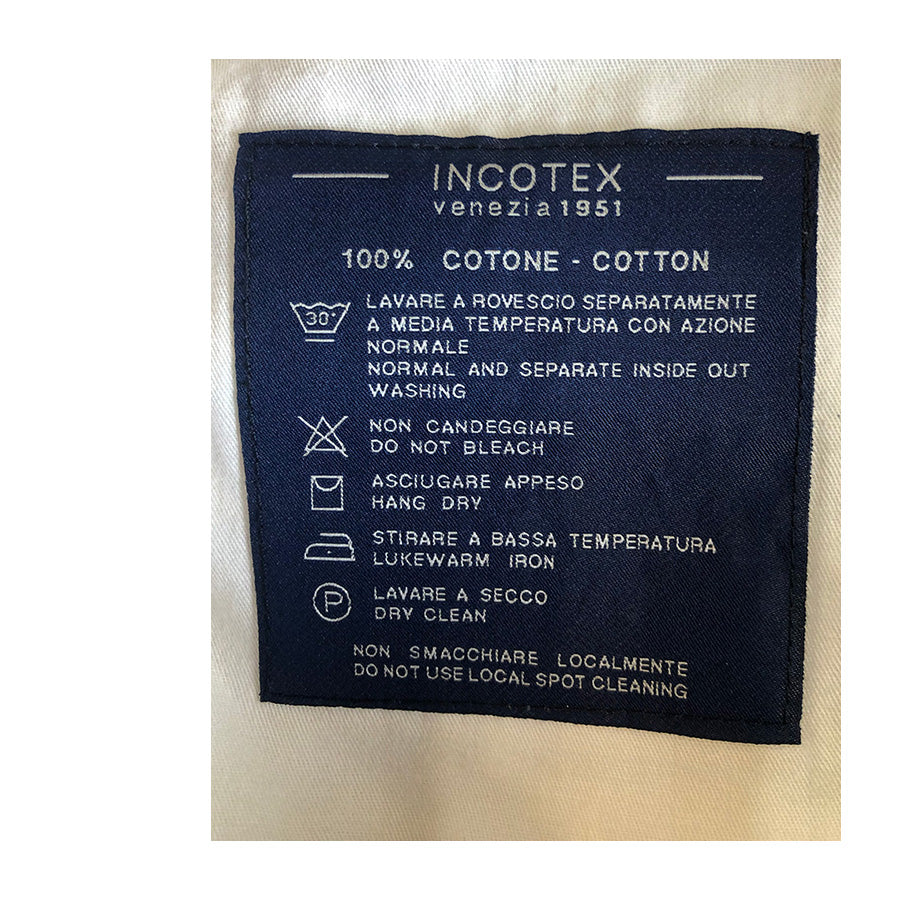 INCOTEX
venezia 1951
100% COTONE - COTTON
30°
LAVARE A ROVESCIO SEPARATAMENTE
A MEDIA TEMPERATURA CON AZIONE
NORMALE
NORMAL AND SEPARATE INSIDE OUT
WASHING
NON CANDEGGIARE
DO NOT BLEACH
ASCIUGARE APPESO
HANG DRY
STIRARE A BASSA TEMPERATURA
LUKEWARM IRON
P
LAVARE A SECCO
DRY CLEAN
NON SMACCHIARE LOCALMENTE
DO NOT USE LOCAL SPOT CLEANING